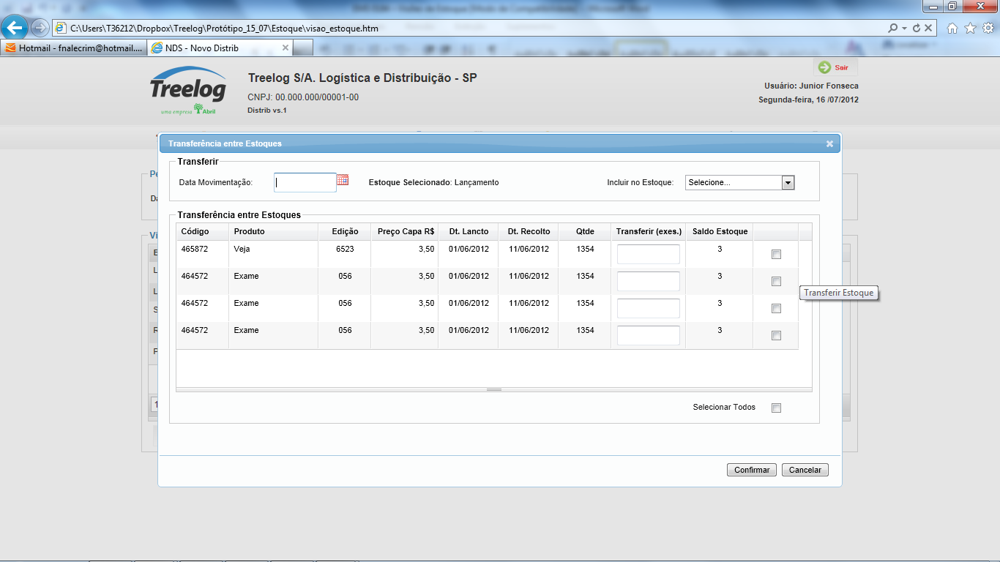 C:\Users\T36212\Dropbox\Treelog\Protótipo_15_07\Estoque\visao_estoque.htm
Hotmail - fnalecrim@hotmail....
NDS - Novo Distrib
Treelog
uma empresa Abril
Treelog S/A. Logística e Distribuição - SP
CNPJ: 00.000.000/00001-00
Distrib vs.1
Sair
Usuário: Junior Fonseca
Segunda-feira, 16 /07/2012
Transferência entre Estoques
Transferir
Data Movimentação:
Estoque Selecionado: Lançamento
Incluir no Estoque: Selecione...
Transferência entre Estoques
Código Produto Edição Preço Capa R$ Dt. Lancto Dt. Recolto Qtde Transferir (exes.) Saldo Estoque
465872 Veja 6523 3,50 01/06/2012 11/06/2012 1354 3
464572 Exame 056 3,50 01/06/2012 11/06/2012 1354 3
464572 Exame 056 3,50 01/06/2012 11/06/2012 1354 3
464572 Exame 056 3,50 01/06/2012 11/06/2012 1354 3
Transferir Estoque
Selecionar Todos
Confirmar Cancelar